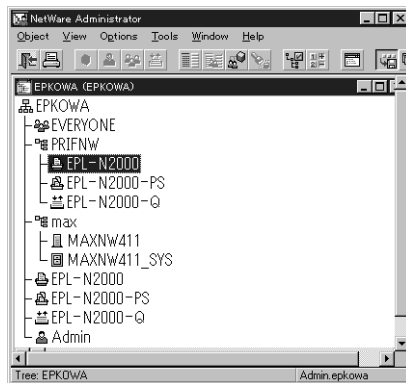 NetWare Administrator
Object View Options Tools Window Help
EPKOWA (EPKOWA)
EPKOWA
EVERYONE
PRIFNW
EPL-N2000
EPL-N2000-PS
EPL-N2000-Q
max
MAXNW411
MAXNW411_SYS
EPL-N2000
EPL-N2000-PS
EPL-N2000-Q
Admin
Tree: EPKOWA Admin.epkowa